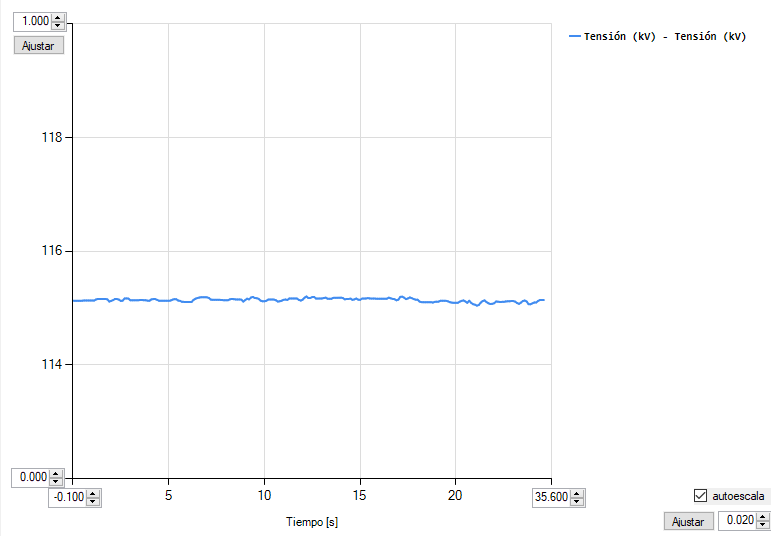 1.000
Ajustar
Tensión (kV) - Tensión (kV)
118
116
114
0.000
-0.100
5
10
15
20
35.600
Tiempo [s]
autoescala
Ajustar
0.020